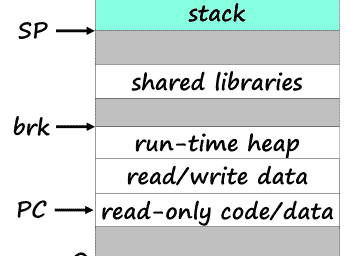 stack
SP
shared libraries
brk
run-time heap
read/write data
PC
read-only code/data